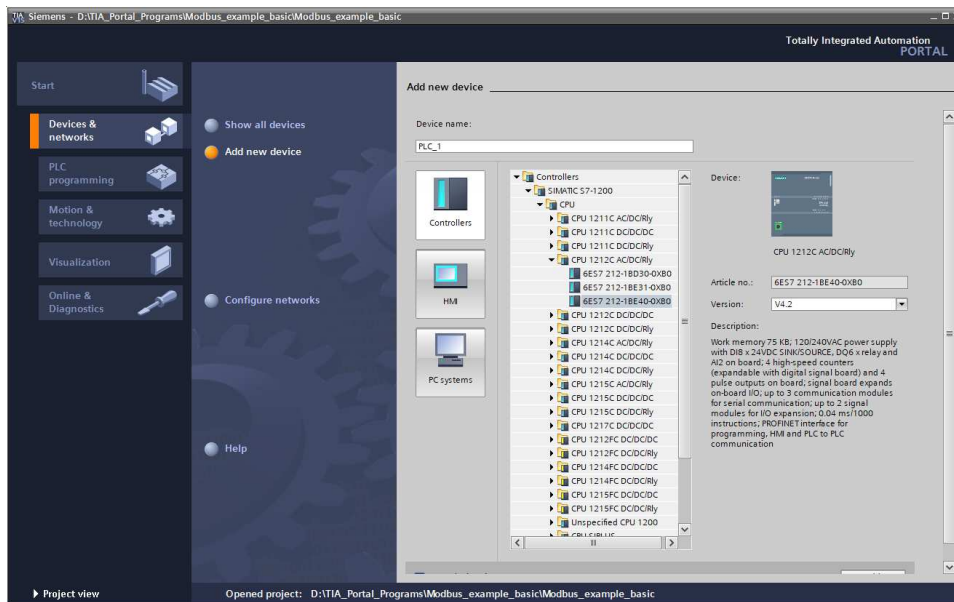 Siemens - D:\TIA_Portal_Programs\Modbus_example_basic\Modbus_example_basic
Totally Integrated Automation
PORTAL
Start
Devices &
networks
PLC
programming
Motion &
technology
Visualization
Online &
Diagnostics
Show all devices
Add new device
Configure networks
Help
Add new device
Device name:
PLC_1
Controllers
HMI
PC systems
Controllers
SIMATIC S7-1200
CPU
CPU 1211C AC/DC/Rly
CPU 1211C DC/DC/DC
CPU 1211C DC/DC/Rly
CPU 1212C AC/DC/Rly
6ES7 212-1BD30-0XB0
6ES7 212-1BE31-0XB0
6ES7 212-1BE40-0XB0
CPU 1212C DC/DC/DC
CPU 1212C DC/DC/Rly
CPU 1214C AC/DC/Rly
CPU 1214C DC/DC/DC
CPU 1214C DC/DC/Rly
CPU 1215C AC/DC/Rly
CPU 1215C DC/DC/DC
CPU 1215C DC/DC/Rly
CPU 1217C DC/DC/DC
CPU 1212FC DC/DC/DC
CPU 1212FC DC/DC/Rly
CPU 1214FC DC/DC/DC
CPU 1214FC DC/DC/Rly
CPU 1215FC DC/DC/DC
CPU 1215FC DC/DC/Rly
Unspecified CPU 1200
CPU SIPLUS
Device:
CPU 1212C AC/DC/Rly
Article no.:
6ES7 212-1BE40-0XB0
Version:
V4.2
Description:
Work memory 75 KB; 120/240VAC power supply
with DI8 x 24VDC SINK/SOURCE, DQ6 x relay and
AI2 on board; 4 high-speed counters
(expandable with digital signal board) and 4
pulse outputs on board; signal board expands
on-board I/O; up to 3 communication modules
for serial communication; up to 2 signal
modules for I/O expansion; 0.04 ms/1000
instructions; PROFINET interface for
programming, HMI and PLC to PLC
communication
Project view
Opened project: D:\TIA_Portal_Programs\Modbus_example_basic\Modbus_example_basic